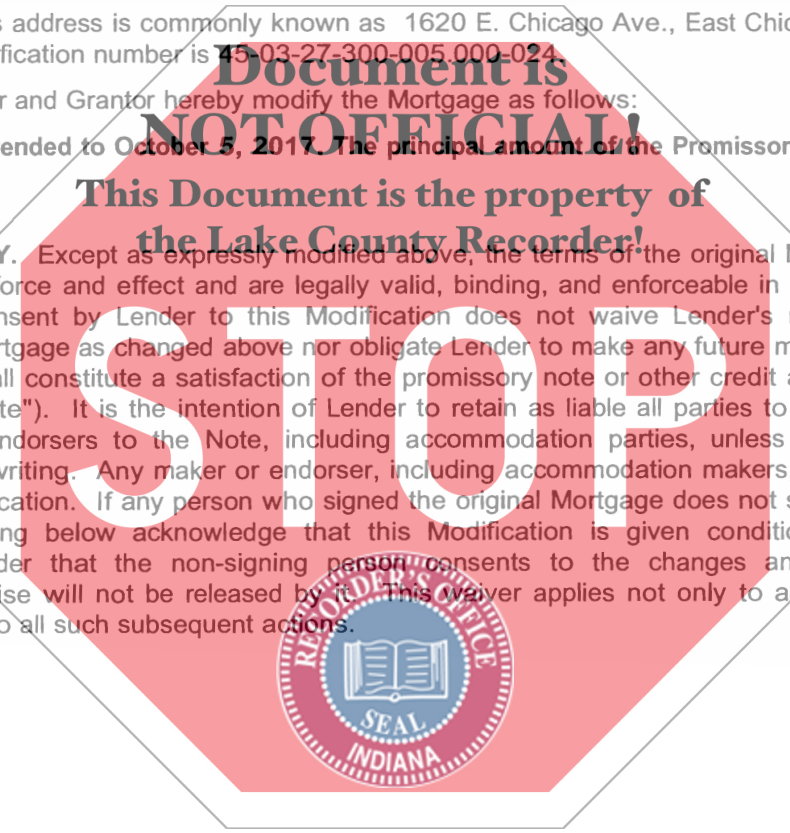 s address is commonly known as 1620 E. Chicago Ave., East Chic
fication number is 45-03-27-300-005.000-024.
Document is
r and Grantor hereby modify the Mortgage as follows:
NOT OFFICIAL!
ended to October 5, 2017. The principal amount of the Promissor
This Document is the property of
the Lake County Recorder!
Y. Except as expressly modified above, the terms of the original
force and effect and are legally valid, binding, and enforceable in
nsent by Lender to this Modification does not waive Lender's
rtgage as changed above nor obligate Lender to make any future m
all constitute a satisfaction of the promissory note or other credit a
te"). It is the intention of Lender to retain as liable all parties to
ndorsers to the Note, including accommodation parties, unless
writing. Any maker or endorser, including accommodation makers
STOP
cation. If any person who signed the original Mortgage does not s
ng below acknowledge that this Modification is given conditio
der that the non-signing person consents to the changes an
ise will not be released by it. This waiver applies not only to a
o all such subsequent actions.
RECORDER'S OFFICE
SEAL
INDIANA